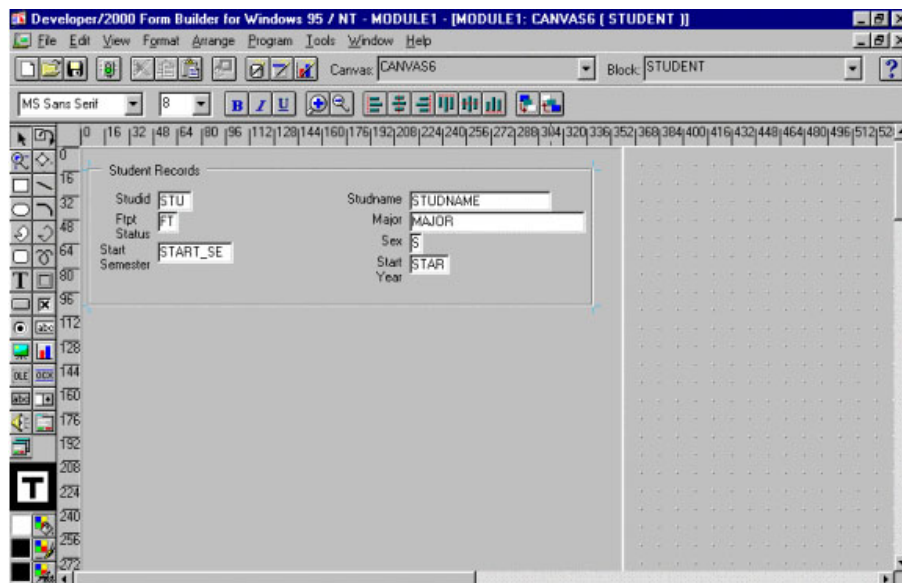 Developer/2000 Form Builder for Windows 95 / NT - MODULE1 - [MODULE1: CANVAS6 ( STUDENT )]
File Edit View Format Arrange Program Tools Window Help
Canvas: CANVAS6 Block: STUDENT
MS Sans Serif 8 B I U
0 16 32 48 64 80 96 112 128 144 160 176 192 208 224 240 256 272 288 304 320 336 352 368 384 400 416 432 448 464 480 496 512 52
0
Student Records
16
Studid STU Studname STUDNAME
32
Ftpt Status FT Major MAJOR
48
Sex S
Start Semester START_SE
64
Start Year STAR
T
80
96
112
abc
128
OLE OCX
144
abc
160
176
192
208
T
224
240
256
272